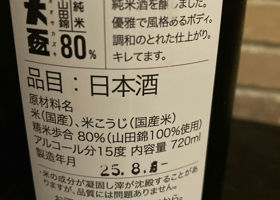 純米
山田錦
80%
純米酒を醸しました。
優雅で風格あるボディ。
調和のとれた仕上がり。
キレてます。
品目：日本酒
原材料名
米（国産）、米こうじ（国産米）
精米歩合 80％（山田錦100％使用）
アルコール分15度 内容量 720ml
製造年月 25.8.
*米の成分が凝固し滓が沈殿することが
ありますが、品質には問題ありません。